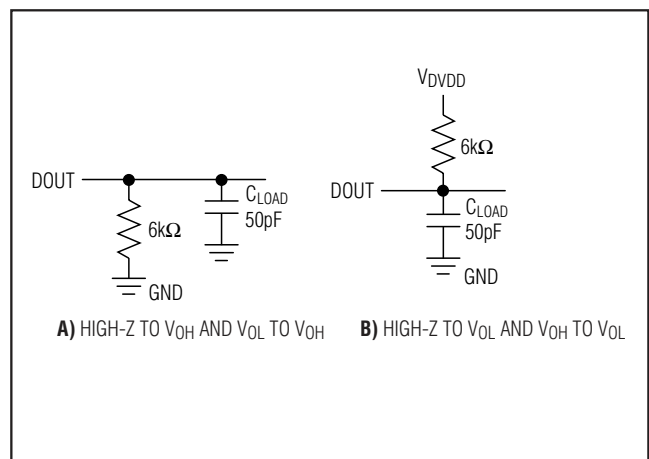 DOUT
6kΩ
GND
CLOAD
50pF
A) HIGH-Z TO VOH AND VOL TO VOH
VDVDD
6kΩ
DOUT
CLOAD
50pF
GND
B) HIGH-Z TO VOL AND VOH TO VOL